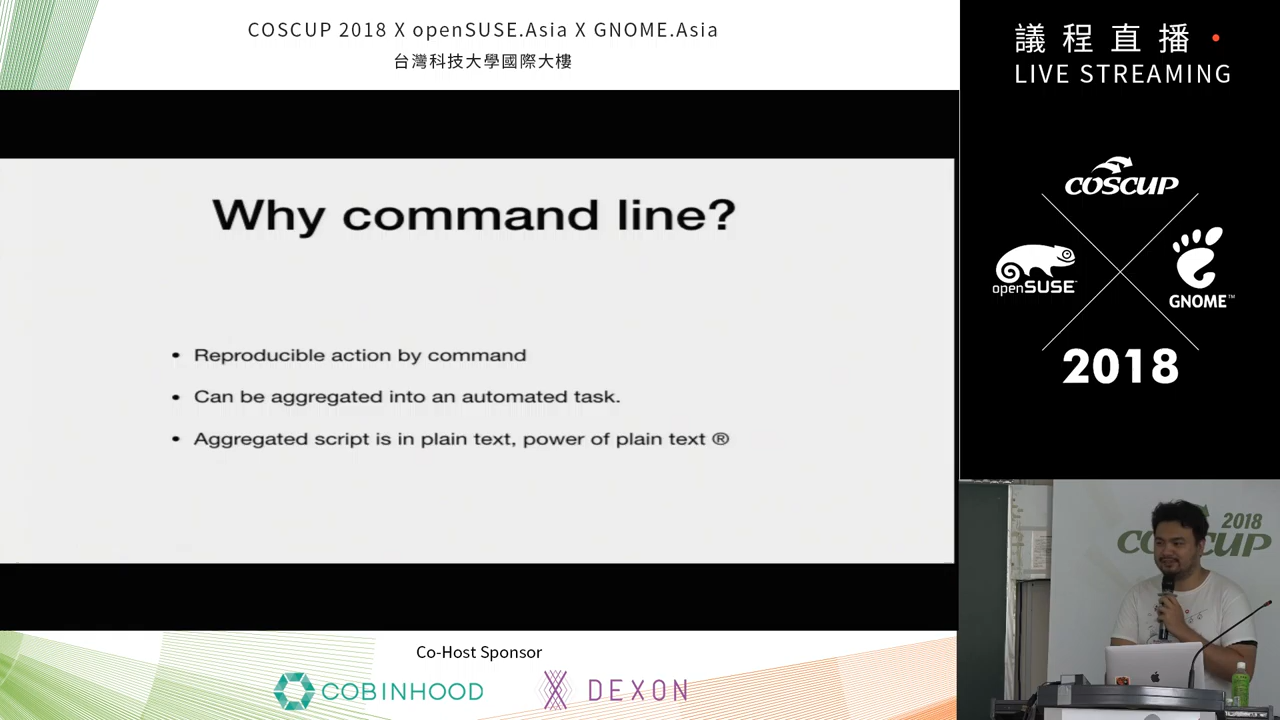 COSCUP 2018 X openSUSE.Asia X GNOME.Asia
台灣科技大學國際大樓
議程直播
LIVE STREAMING
COSCUP
openSUSE
GNOME™
2018
Why command line?
• Reproducible action by command
• Can be aggregated into an automated task.
• Aggregated script is in plain text, power of plain text ®
2018
COSCUP
Co-Host Sponsor
COBINHOOD
DEXON